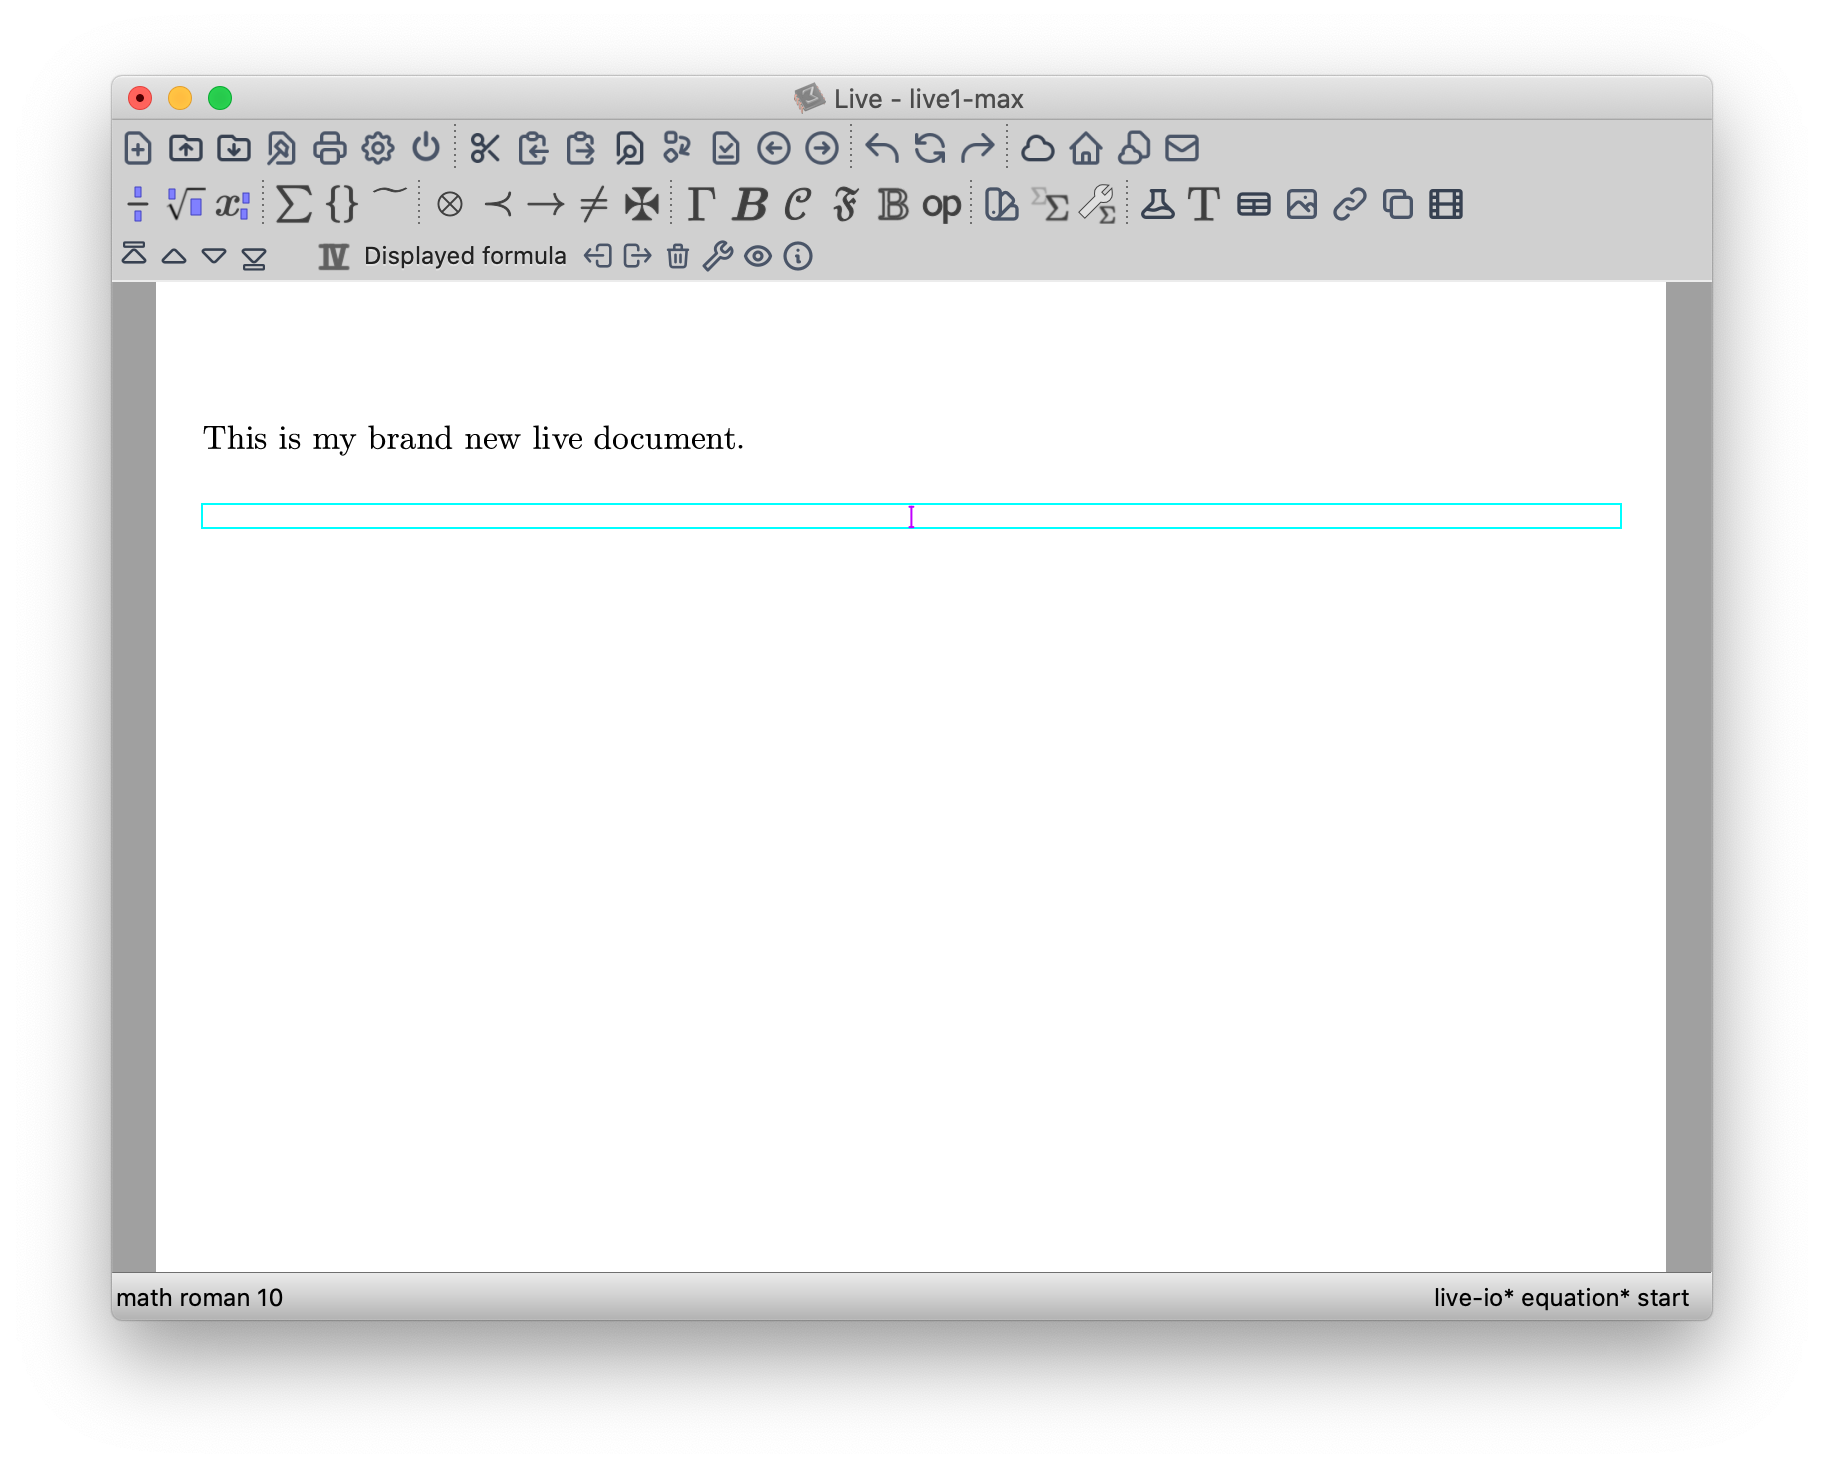 Live - live1-max
x
∑ {} ⊗ ≺ → ≠ ✠ Γ B C F B op Σ Σ Σ T
IV Displayed formula
This is my brand new live document.
math roman 10 live-io* equation* start